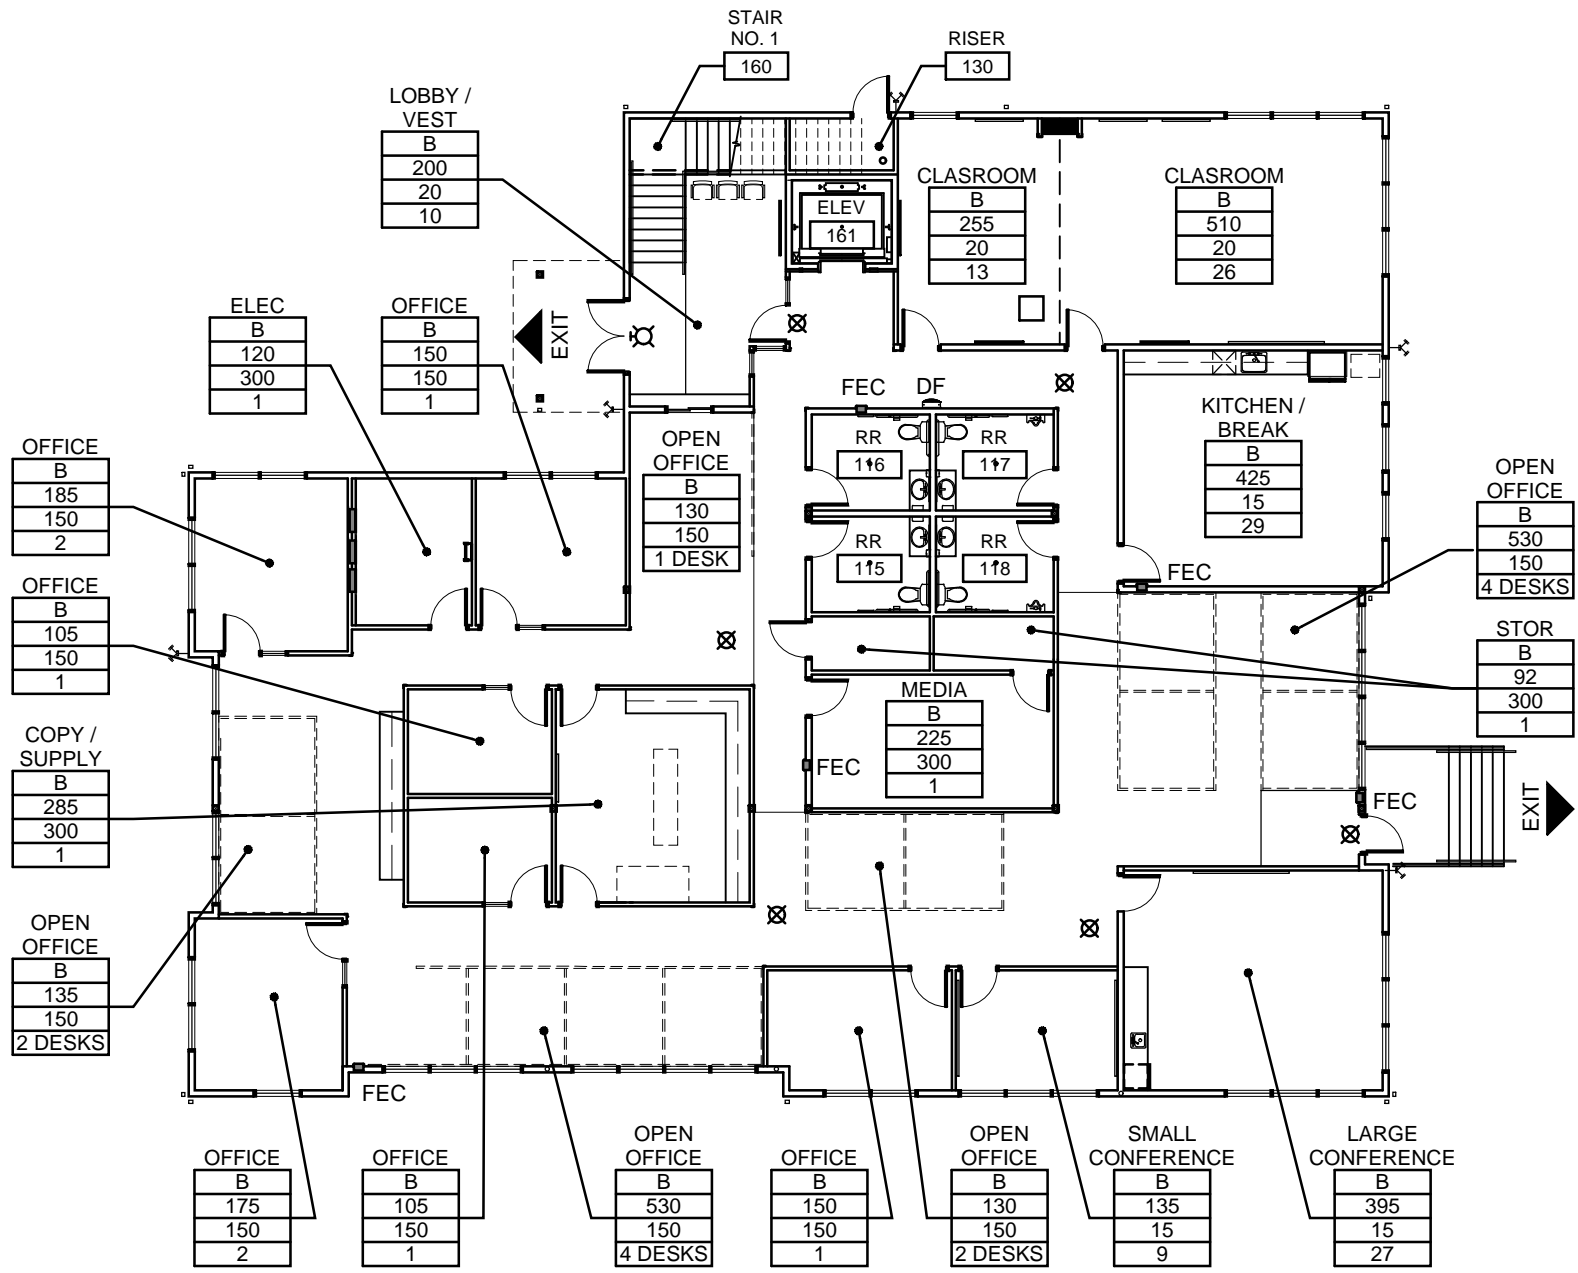 STAIR
NO. 1
160
RISER
130
LOBBY /
VEST
B
200
20
10
ELEV
161
CLASROOM
B
255
20
13
CLASROOM
B
510
20
26
ELEC
B
120
300
1
OFFICE
B
150
150
1
EXIT
FEC
DF
KITCHEN /
BREAK
B
425
15
29
OFFICE
B
185
150
2
OPEN
OFFICE
B
130
150
1 DESK
RR
116
RR
117
RR
115
RR
118
FEC
OPEN
OFFICE
B
530
150
4 DESKS
OFFICE
B
105
150
1
STOR
B
92
300
1
COPY /
SUPPLY
B
285
300
1
MEDIA
B
225
300
1
FEC
FEC
EXIT
OPEN
OFFICE
B
135
150
2 DESKS
FEC
OFFICE
B
175
150
2
OFFICE
B
105
150
1
OPEN
OFFICE
B
530
150
4 DESKS
OFFICE
B
150
150
1
OPEN
OFFICE
B
130
150
2 DESKS
SMALL
CONFERENCE
B
135
15
9
LARGE
CONFERENCE
B
395
15
27